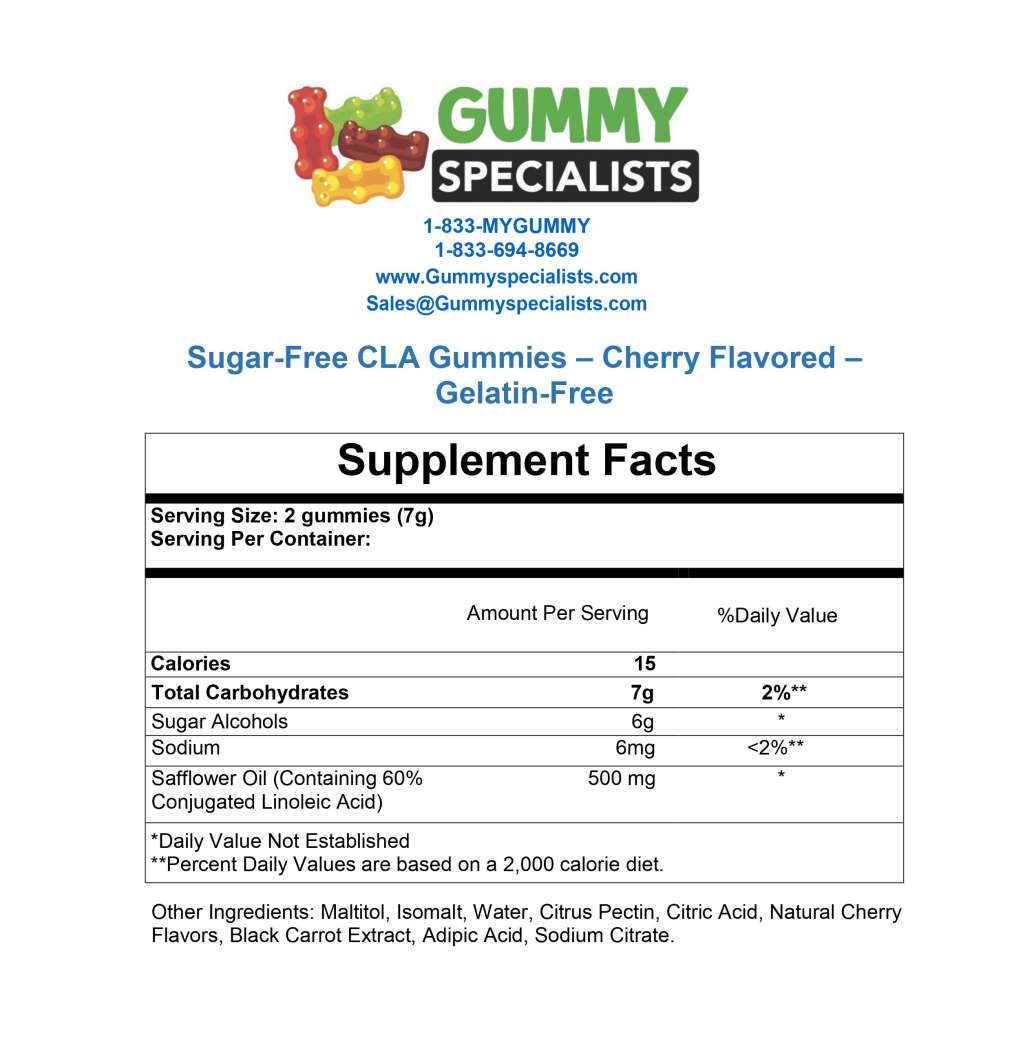 GUMMY
SPECIALISTS
1-833-MYGUMMY
1-833-694-8669
www.Gummyspecialists.com
Sales@Gummyspecialists.com
Sugar-Free CLA Gummies – Cherry Flavored –
Gelatin-Free
Supplement Facts
Serving Size: 2 gummies (7g)
Serving Per Container:
Amount Per Serving %Daily Value
Calories 15
Total Carbohydrates 7g 2%**
Sugar Alcohols 6g *
Sodium 6mg <2%**
Safflower Oil (Containing 60% 500 mg *
Conjugated Linoleic Acid)
*Daily Value Not Established
**Percent Daily Values are based on a 2,000 calorie diet.
Other Ingredients: Maltitol, Isomalt, Water, Citrus Pectin, Citric Acid, Natural Cherry
Flavors, Black Carrot Extract, Adipic Acid, Sodium Citrate.